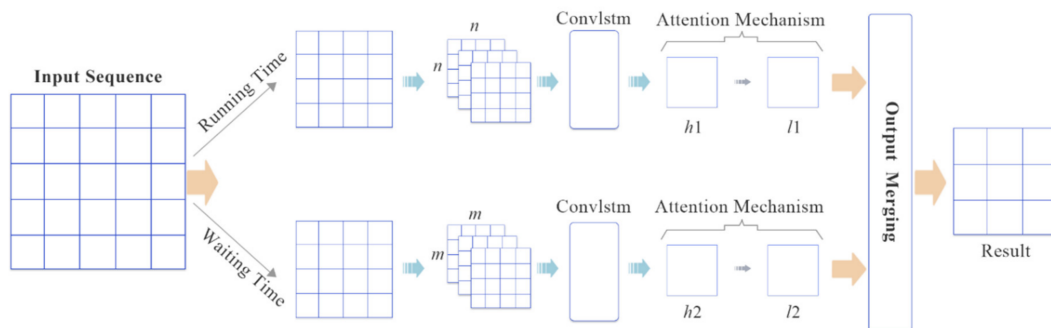 Input Sequence
Running Time
n
n
Convlstm
Attention Mechanism
h1
l1
Waiting Time
m
m
Convlstm
Attention Mechanism
h2
l2
Output Merging
Result